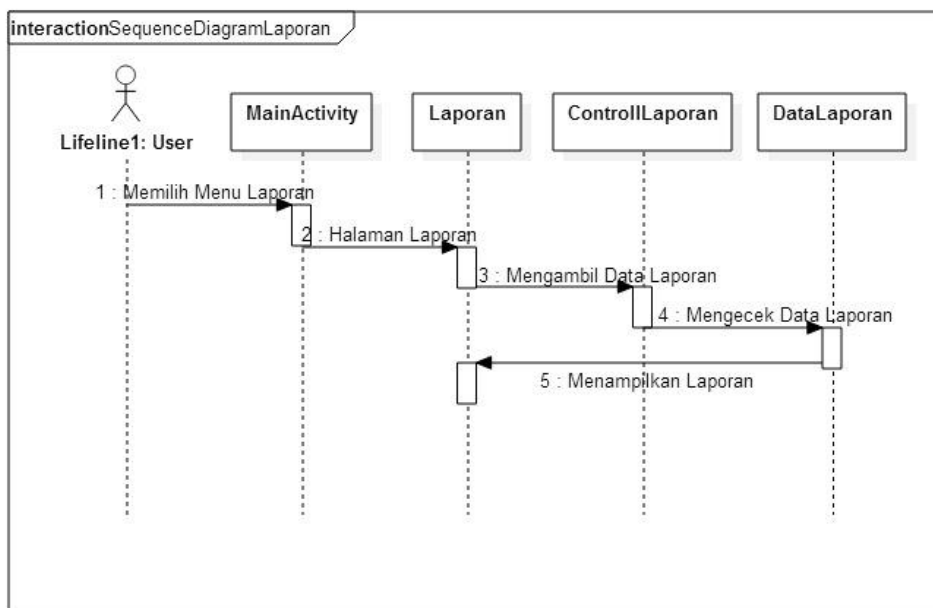 interactionSequenceDiagramLaporan
Lifeline1: User
MainActivity
Laporan
ControllLaporan
DataLaporan
1 : Memilih Menu Laporan
2 : Halaman Laporan
3 : Mengambil Data Laporan
4 : Mengecek Data Laporan
5 : Menampilkan Laporan